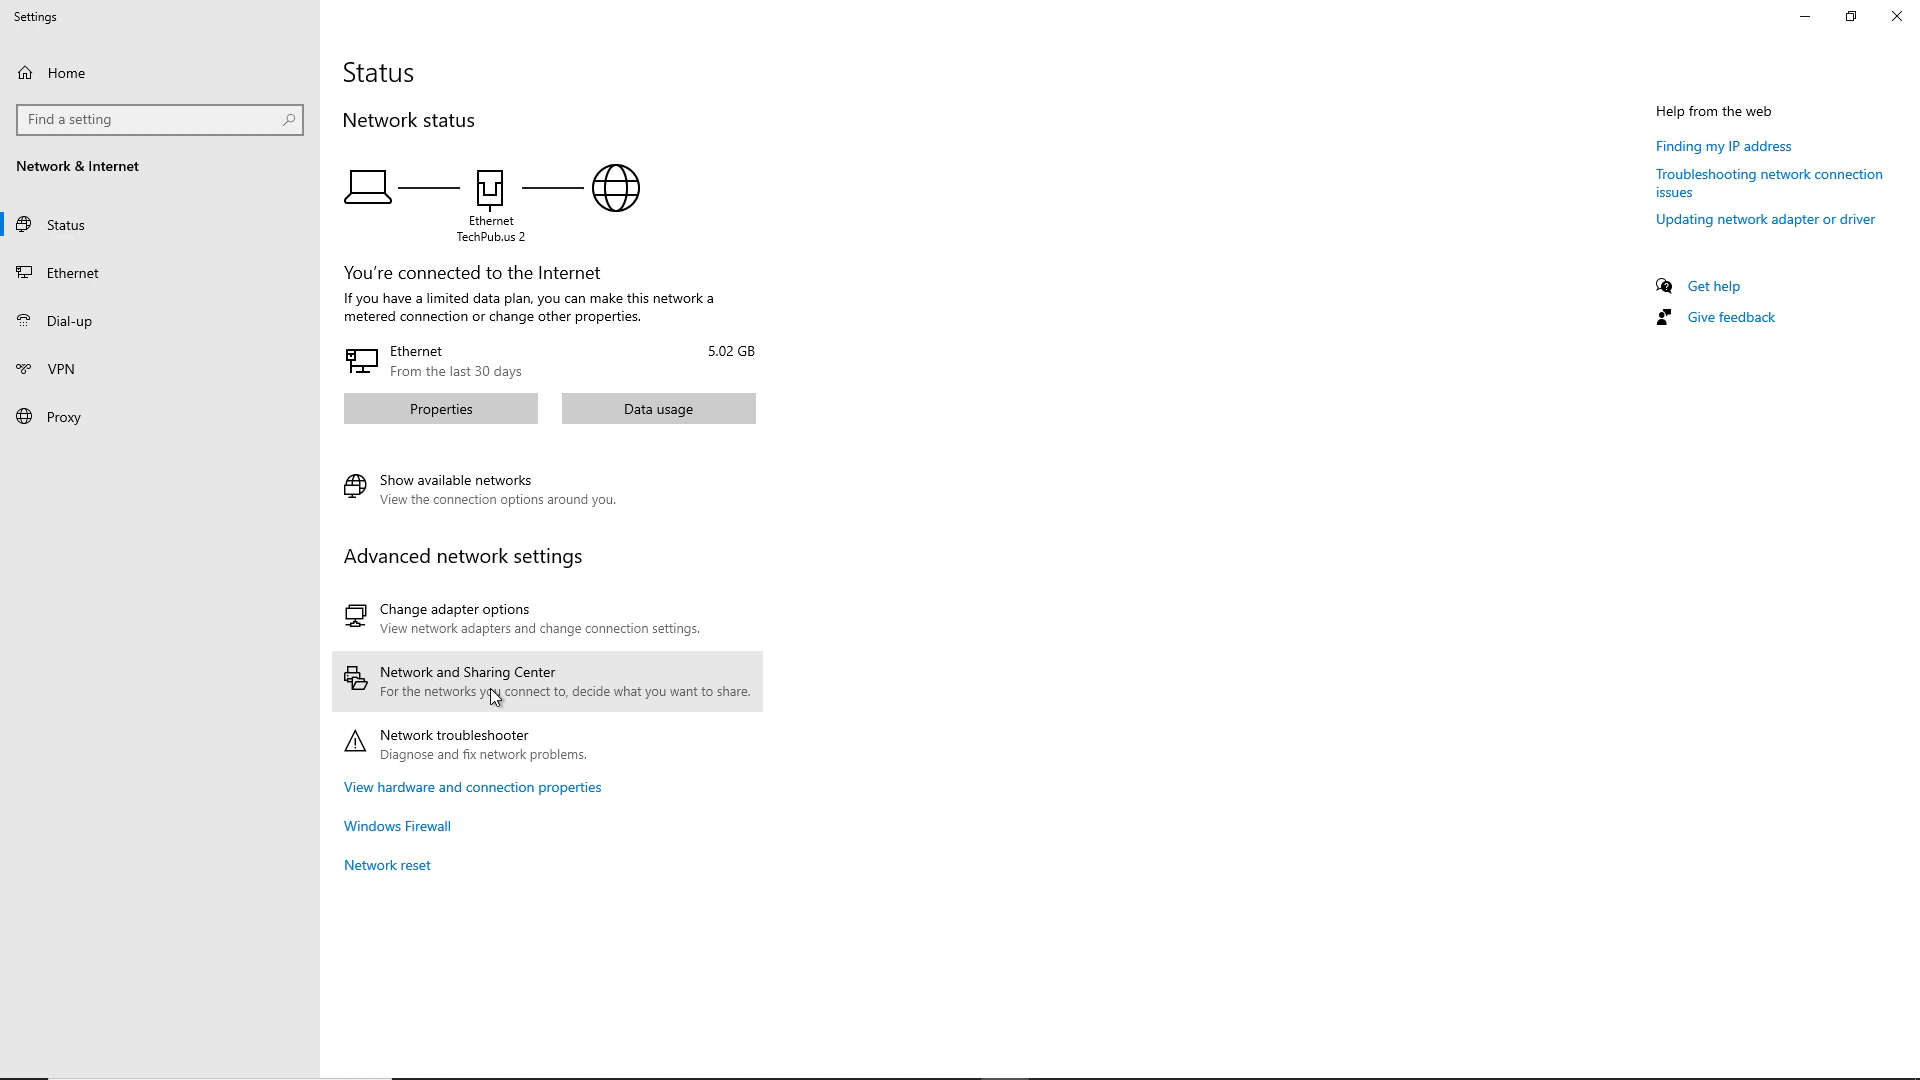 Settings
Home
Find a setting
Network & Internet
Status
Ethernet
Dial-up
VPN
Proxy
Status
Network status
Ethernet
TechPub.us 2
You're connected to the Internet
If you have a limited data plan, you can make this network a
metered connection or change other properties.
Ethernet
5.02 GB
From the last 30 days
Properties
Data usage
Show available networks
View the connection options around you.
Advanced network settings
Change adapter options
View network adapters and change connection settings.
Network and Sharing Center
For the networks you connect to, decide what you want to share.
Network troubleshooter
Diagnose and fix network problems.
View hardware and connection properties
Windows Firewall
Network reset
Help from the web
Finding my IP address
Troubleshooting network connection
issues
Updating network adapter or driver
Get help
Give feedback